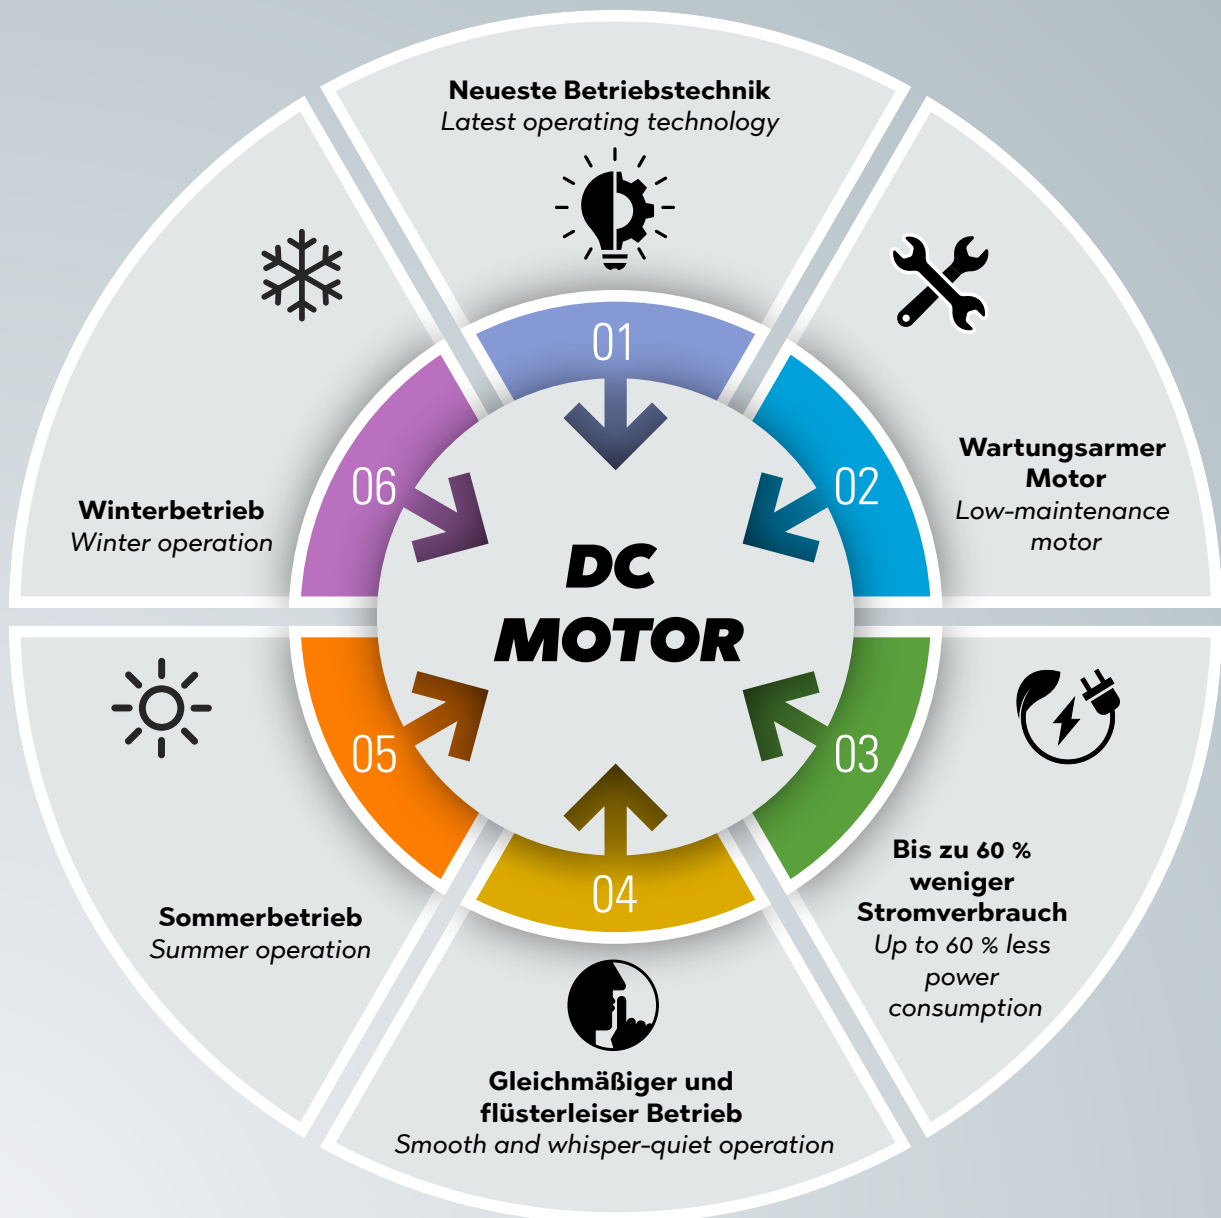 Neueste Betriebstechnik
Latest operating technology
01
02
Wartungsarmer
Motor
Low-maintenance
motor
03
Bis zu 60 %
weniger
Stromverbrauch
Up to 60 % less
power
consumption
04
Gleichmäßiger und
flüsterleiser Betrieb
Smooth and whisper-quiet operation
05
Sommerbetrieb
Summer operation
06
Winterbetrieb
Winter operation
DC
MOTOR